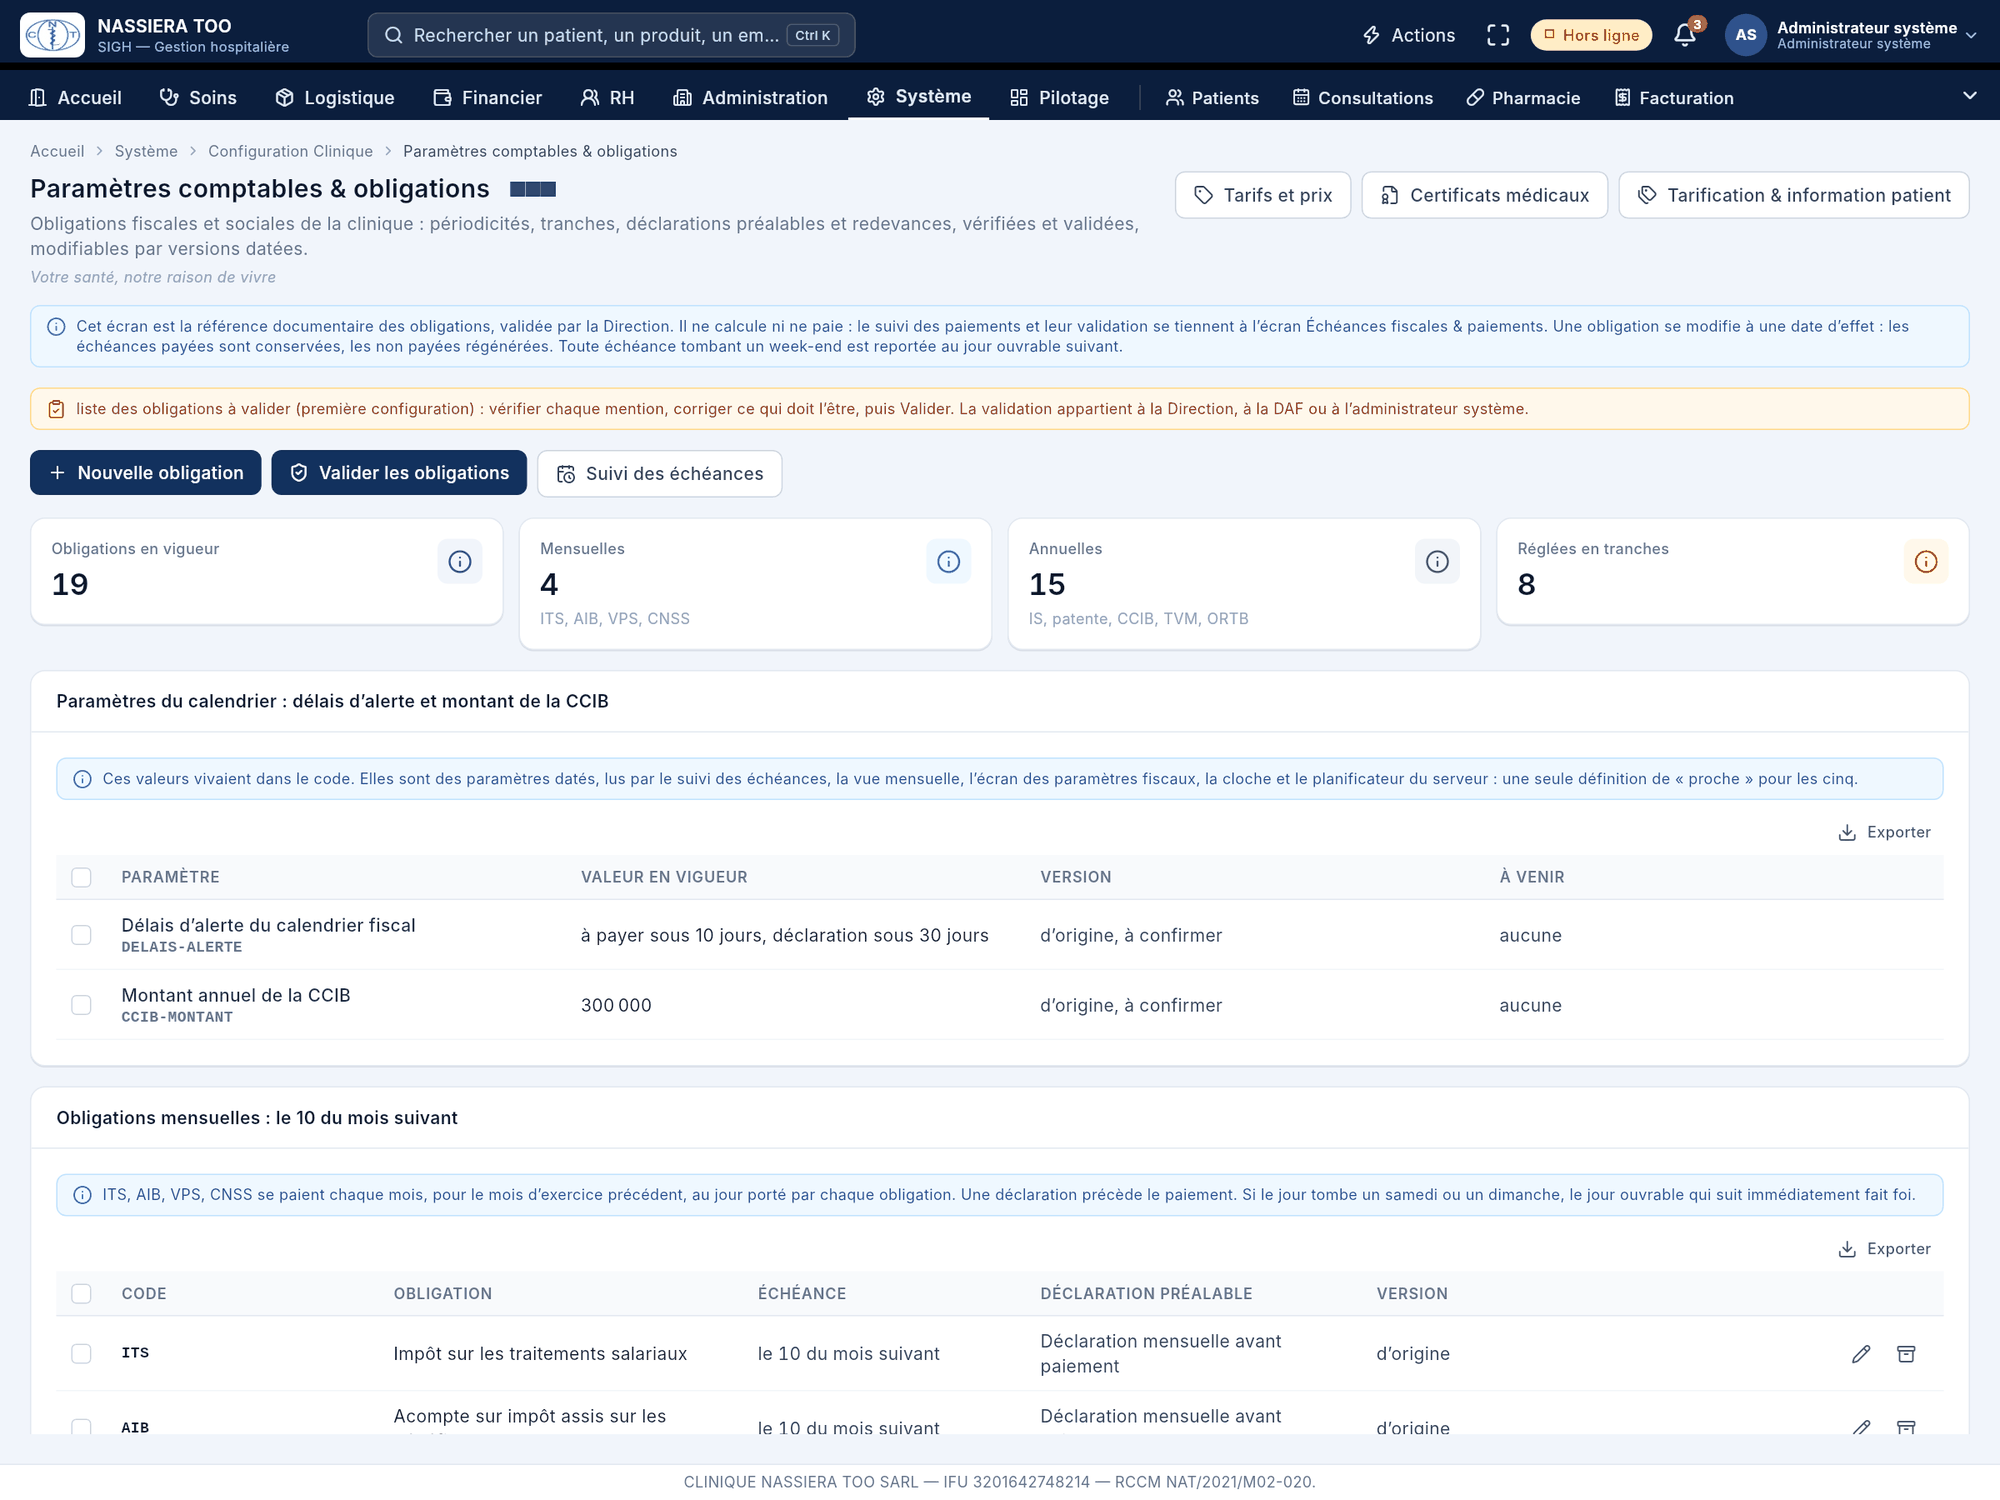 NASSIERA TOO
SIGH — Gestion hospitalière
Rechercher un patient, un produit, un em... Ctrl K
Actions
Hors ligne
3
AS
Administrateur système
Administrateur système
C N T
Accueil
Soins
Logistique
Financier
RH
Administration
Système
Pilotage
Patients
Consultations
Pharmacie
Facturation
Accueil > Système > Configuration Clinique > Paramètres comptables & obligations
Paramètres comptables & obligations
Obligations fiscales et sociales de la clinique : périodicités, tranches, déclarations préalables et redevances, vérifiées et validées,
modifiables par versions datées.
Votre santé, notre raison de vivre
Tarifs et prix
Certificats médicaux
Tarification & information patient
Cet écran est la référence documentaire des obligations, validée par la Direction. Il ne calcule ni ne paie : le suivi des paiements et leur validation se tiennent à l’écran Échéances fiscales & paiements. Une obligation se modifie à une date d’effet : les
échéances payées sont conservées, les non payées régénérées. Toute échéance tombant un week-end est reportée au jour ouvrable suivant.
liste des obligations à valider (première configuration) : vérifier chaque mention, corriger ce qui doit l’être, puis Valider. La validation appartient à la Direction, à la DAF ou à l’administrateur système.
Nouvelle obligation
Valider les obligations
Suivi des échéances
Obligations en vigueur
19
Mensuelles
4
ITS, AIB, VPS, CNSS
Annuelles
15
IS, patente, CCIB, TVM, ORTB
Réglées en tranches
8
Paramètres du calendrier : délais d’alerte et montant de la CCIB
Ces valeurs vivaient dans le code. Elles sont des paramètres datés, lus par le suivi des échéances, la vue mensuelle, l’écran des paramètres fiscaux, la cloche et le planificateur du serveur : une seule définition de « proche » pour les cinq.
Exporter
PARAMÈTRE VALEUR EN VIGUEUR VERSION À VENIR
Délais d’alerte du calendrier fiscal
DELAIS-ALERTE
à payer sous 10 jours, déclaration sous 30 jours
d’origine, à confirmer
aucune
Montant annuel de la CCIB
CCIB-MONTANT
300 000
d’origine, à confirmer
aucune
Obligations mensuelles : le 10 du mois suivant
ITS, AIB, VPS, CNSS se paient chaque mois, pour le mois d’exercice précédent, au jour porté par chaque obligation. Une déclaration précède le paiement. Si le jour tombe un samedi ou un dimanche, le jour ouvrable qui suit immédiatement fait foi.
Exporter
CODE OBLIGATION ÉCHÉANCE DÉCLARATION PRÉALABLE VERSION
ITS
Impôt sur les traitements salariaux
le 10 du mois suivant
Déclaration mensuelle avant
paiement
d’origine
AIB
Acompte sur impôt assis sur les
le 10 du mois suivant
Déclaration mensuelle avant
d’origine
CLINIQUE NASSIERA TOO SARL — IFU 3201642748214 — RCCM NAT/2021/M02-020.